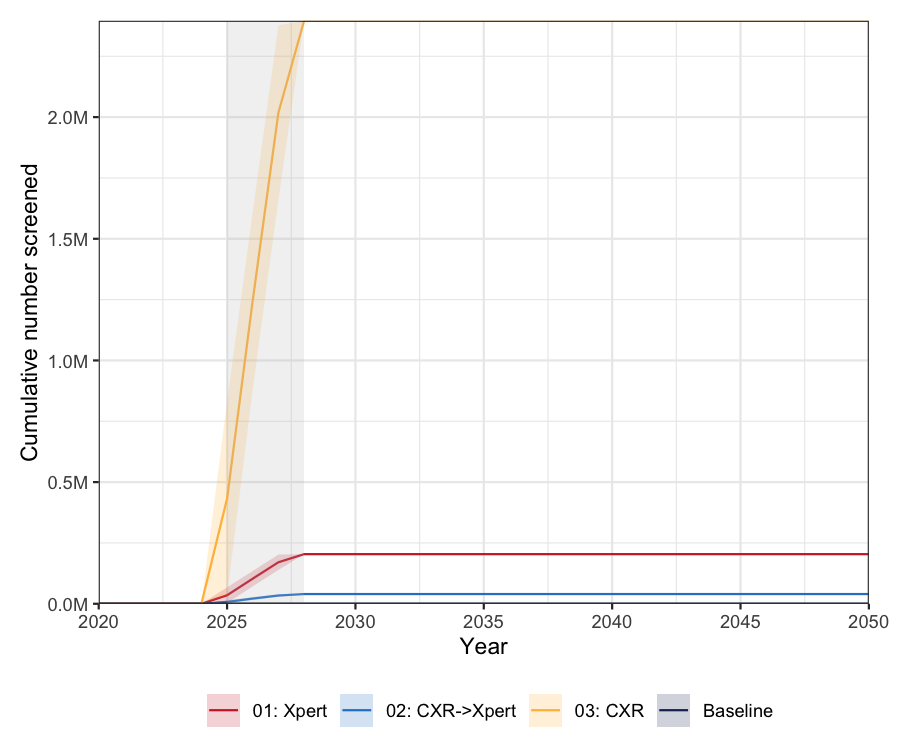 Cumulative number screened
2.0M
1.5M
1.0M
0.5M
0.0M
2020 2025 2030 2035 2040 2045 2050
Year
01: Xpert 02: CXR->Xpert 03: CXR Baseline